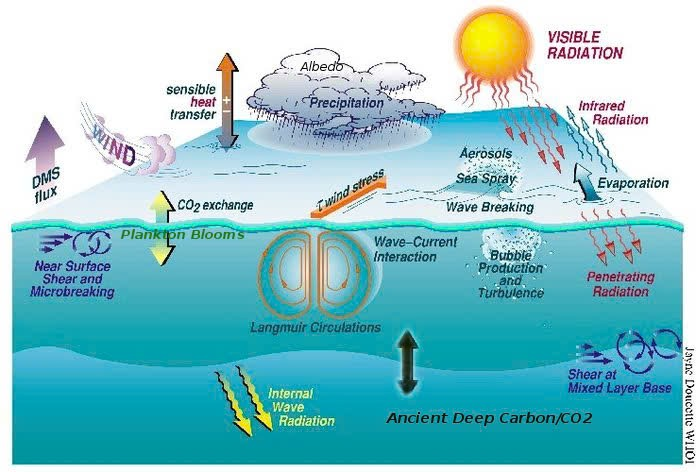 VISIBLE
RADIATION
Albedo
sensible
heat
transfer
+
−
Precipitation
Infrared
Radiation
WIND
DMS
flux
Aerosols
Sea Spray
Wave Breaking
Evaporation
τ wind stress
CO2 exchange
Plankton Blooms
Near Surface
Shear and
Microbreaking
Wave-Current
Interaction
Bubble
Production
and
Turbulence
Penetrating
Radiation
Langmuir Circulations
Shear at
Mixed Layer Base
Internal
Wave
Radiation
Ancient Deep Carbon/CO2
Jayne Doucette WHOI